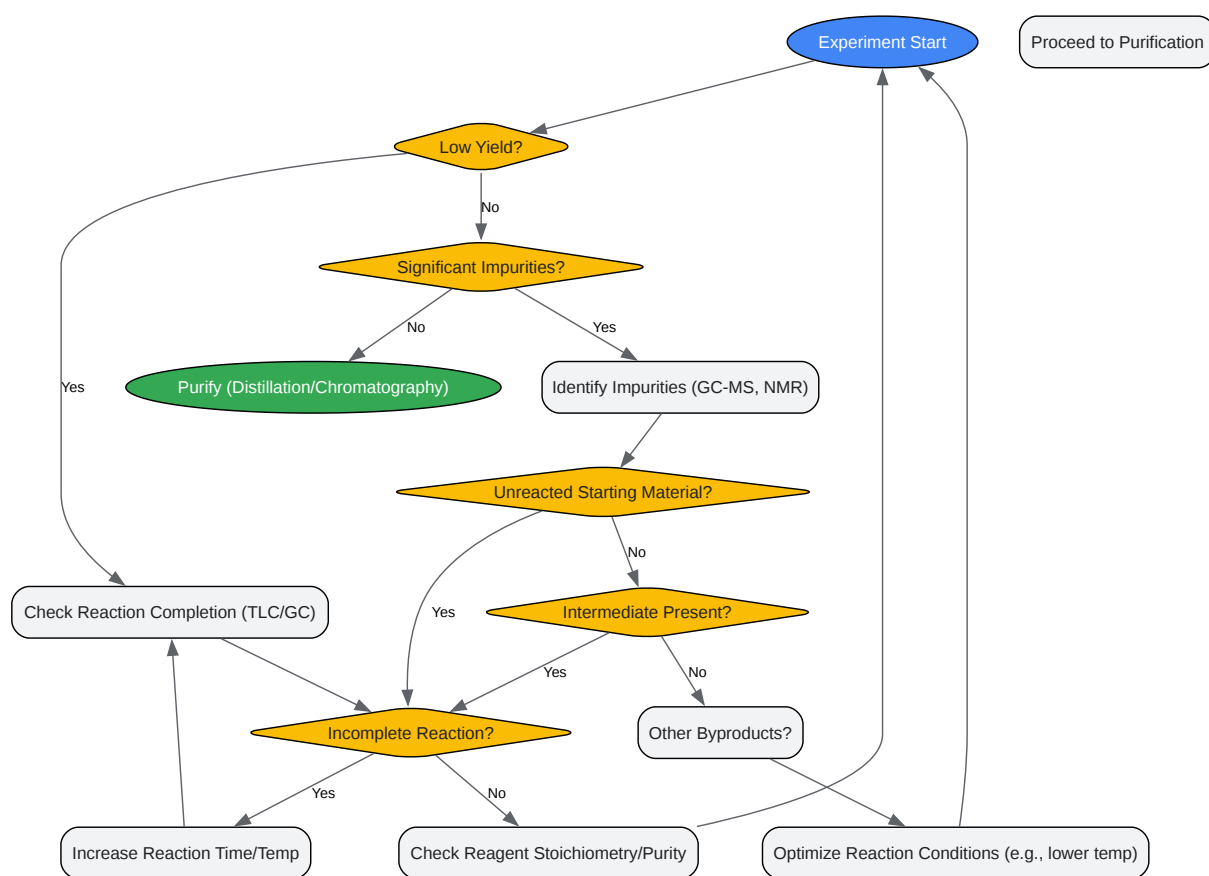 Experiment Start
Proceed to Purification
Low Yield?
No
Significant Impurities?
No
Yes
Yes
Purify (Distillation/Chromatography)
Identify Impurities (GC-MS, NMR)
Unreacted Starting Material?
No
Check Reaction Completion (TLC/GC)
Yes
Intermediate Present?
Yes
No
Incomplete Reaction?
Other Byproducts?
Yes
No
Increase Reaction Time/Temp
Check Reagent Stoichiometry/Purity
Optimize Reaction Conditions (e.g., lower temp)